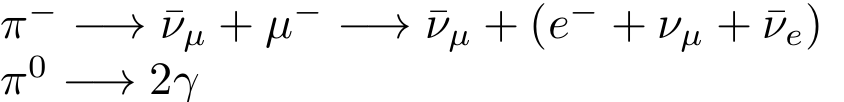 π⁻ ⟶ ν̄_μ + μ⁻ ⟶ ν̄_μ + (e⁻ + ν_μ + ν̄_e)
π⁰ ⟶ 2γ